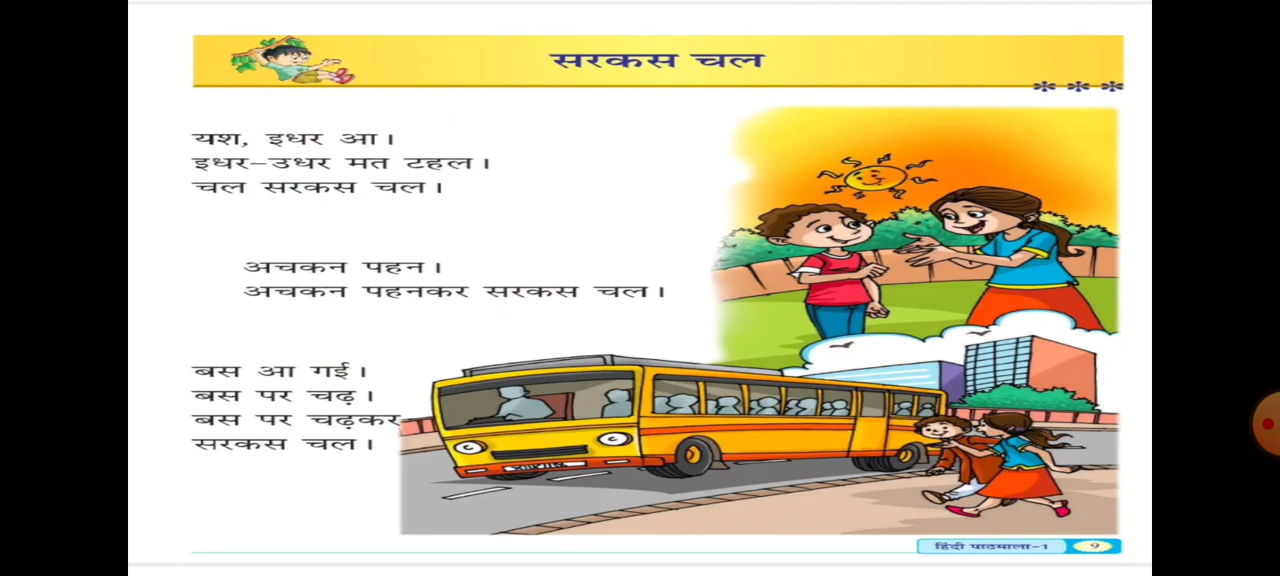 सरकस चल
यश, इधर आ।
इधर–उधर मत टहल।
चल सरकस चल।
अचकन पहन।
अचकन पहनकर सरकस चल।
बस आ गई।
बस पर चढ़।
बस पर चढ़कर
सरकस चल।
हिंदी पाठमाला-1
9